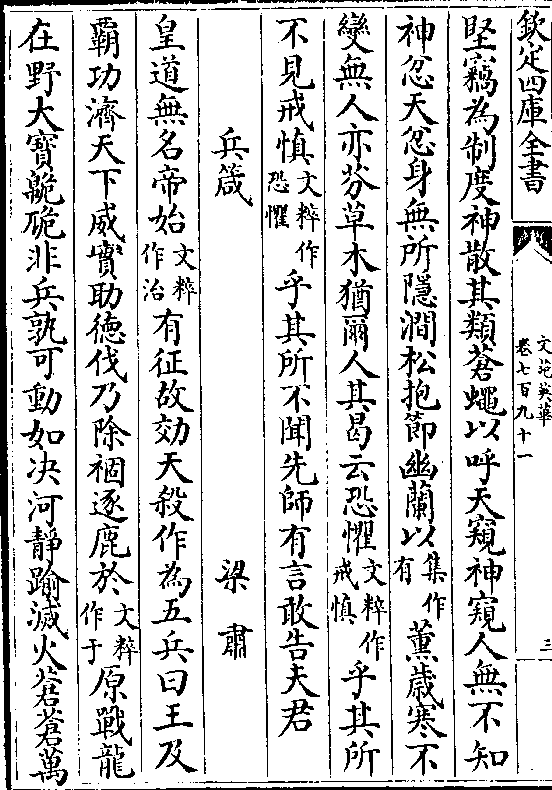 欽定四庫全書
文苑英華
卷七百九十一
三
堅竊為制度神散其類蒼蠅以呼天窺神窺人無不知
神忿天忿身無所隱澗松抱節幽蘭以集作有薰歲寒不
變無人亦芬草木猶爾人其曷云恐懼文粹作戒慎乎其所
不見戒慎文粹作恐懼乎其所不聞先師有言敢告夫君
兵箴 梁肅
皇道無名帝始文粹作治有征故効天殺作為五兵曰王及
霸功濟天下威實助徳伐乃除禍逐鹿於文粹作于原戰龍
在野大寳艴硊非兵孰可動如决河靜踰滅火蒼蒼萬